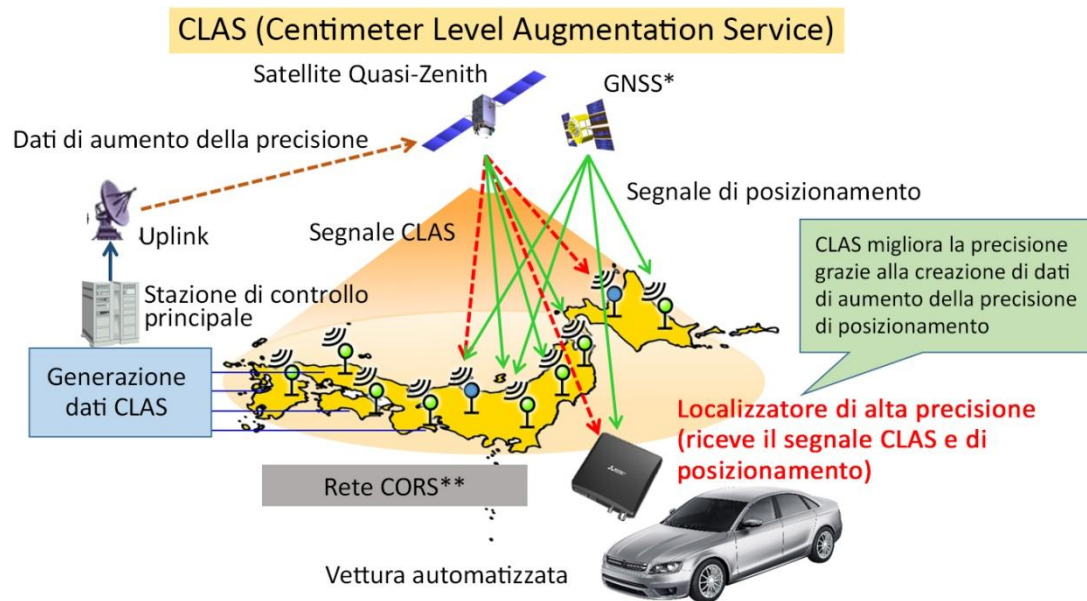 CLAS (Centimeter Level Augmentation Service)
Satellite Quasi-Zenith
GNSS*
Dati di aumento della precisione
Segnale di posizionamento
Uplink
Segnale CLAS
CLAS migliora la precisione
grazie alla creazione di dati
di aumento della precisione
di posizionamento
Stazione di controllo
principale
Generazione
dati CLAS
Localizzatore di alta precisione
(riceve il segnale CLAS e di
posizionamento)
Rete CORS**
Vettura automatizzata